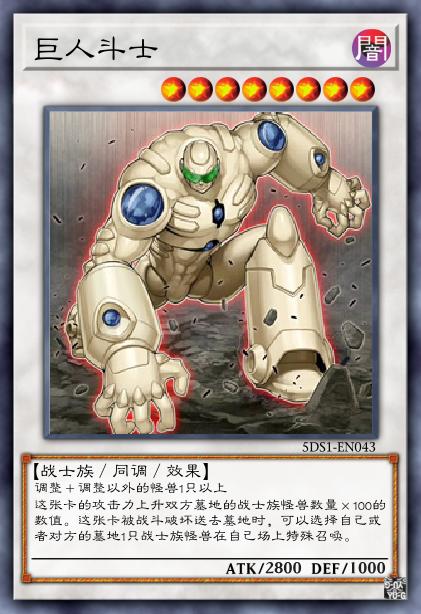 巨人斗士
闇
5DS1-EN043
【战士族／同调／效果】
调整＋调整以外的怪兽1只以上
这张卡的攻击力上升双方墓地的战士族怪兽数量×100的
数值。这张卡被战斗破坏送去墓地时，可以选择自己或
者对方的墓地1只战士族怪兽在自己场上特殊召唤。
ATK/2800 DEF/1000